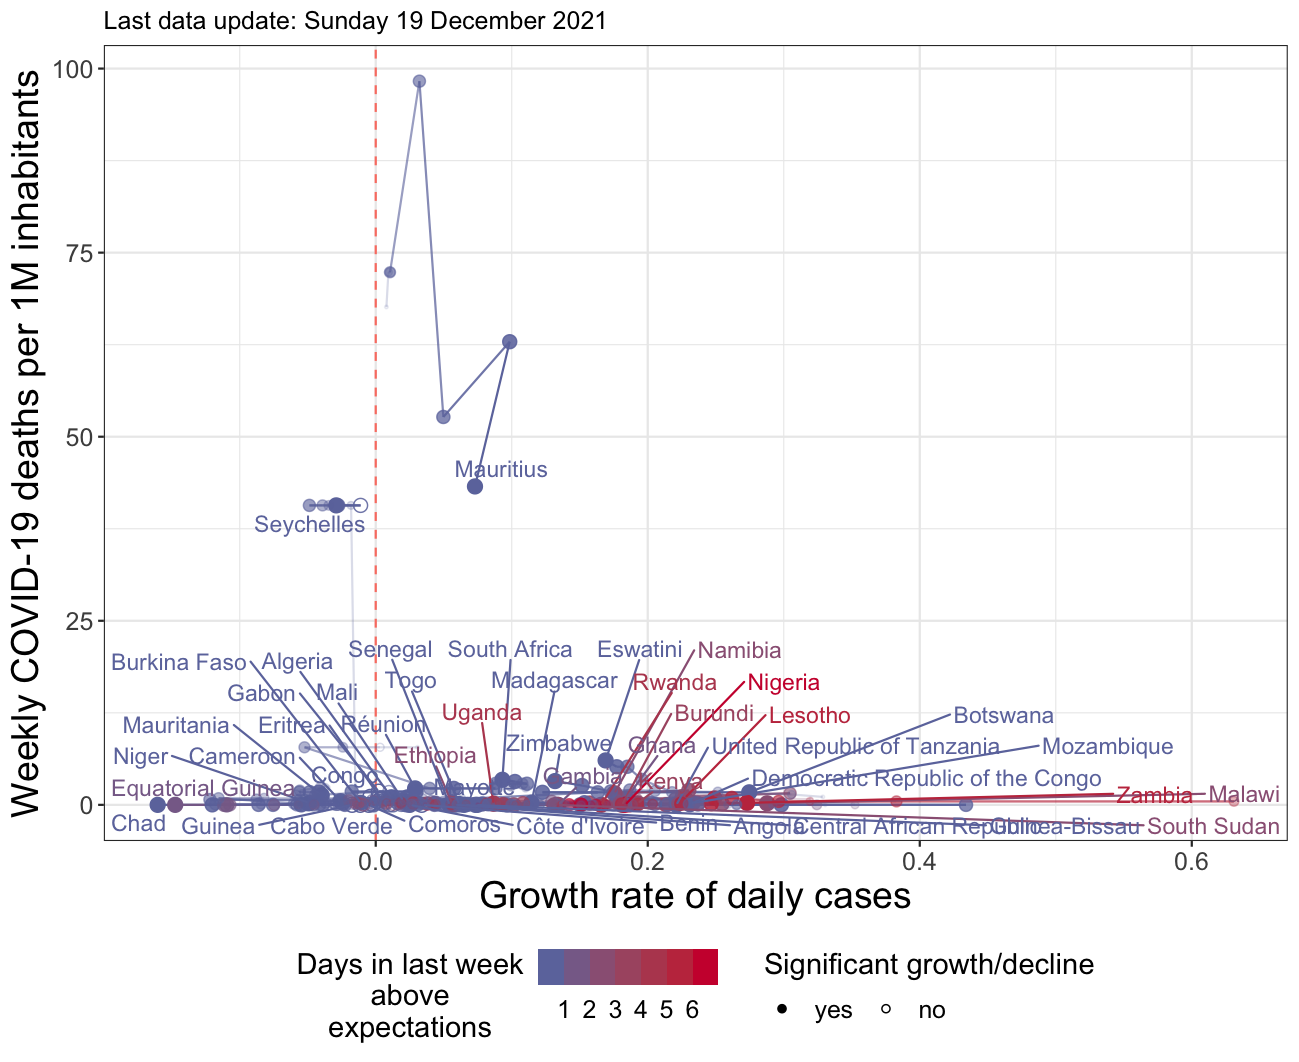 Last data update: Sunday 19 December 2021
Weekly COVID-19 deaths per 1M inhabitants
100
75
50
25
0
Mauritius
Seychelles
Senegal
South Africa
Eswatini
Namibia
Burkina Faso
Algeria
Togo
Madagascar
Rwanda
Nigeria
Gabon
Mali
Uganda
Burundi
Lesotho
Botswana
Mauritania
Eritrea
Réunion
Zimbabwe
Ghana
United Republic of Tanzania
Mozambique
Niger
Cameroon
Ethiopia
Congo
Gambia
Kenya
Democratic Republic of the Congo
Equatorial Guinea
Mayotte
Zambia
Malawi
Chad
Guinea
Cabo Verde
Comoros
Côte d'Ivoire
Benin
Angola
Central African Republic
Guinea-Bissau
South Sudan
0.0
0.2
0.4
0.6
Growth rate of daily cases
Days in last week
above
expectations
1 2 3 4 5 6
Significant growth/decline
yes
no